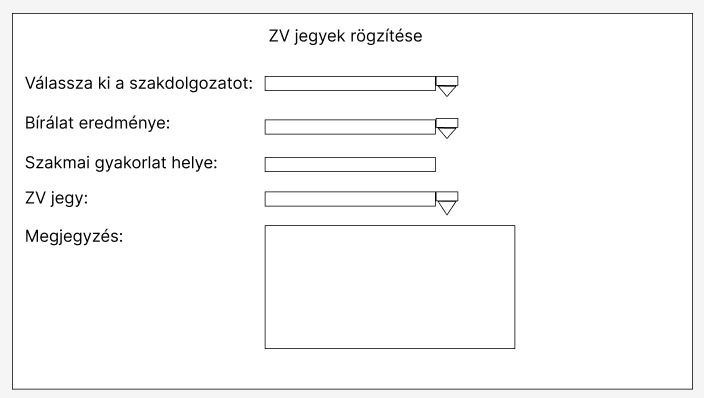 ZV jegyek rögzítése
Válassza ki a szakdolgozatot:
Bírálat eredménye:
Szakmai gyakorlat helye:
ZV jegy:
Megjegyzés: